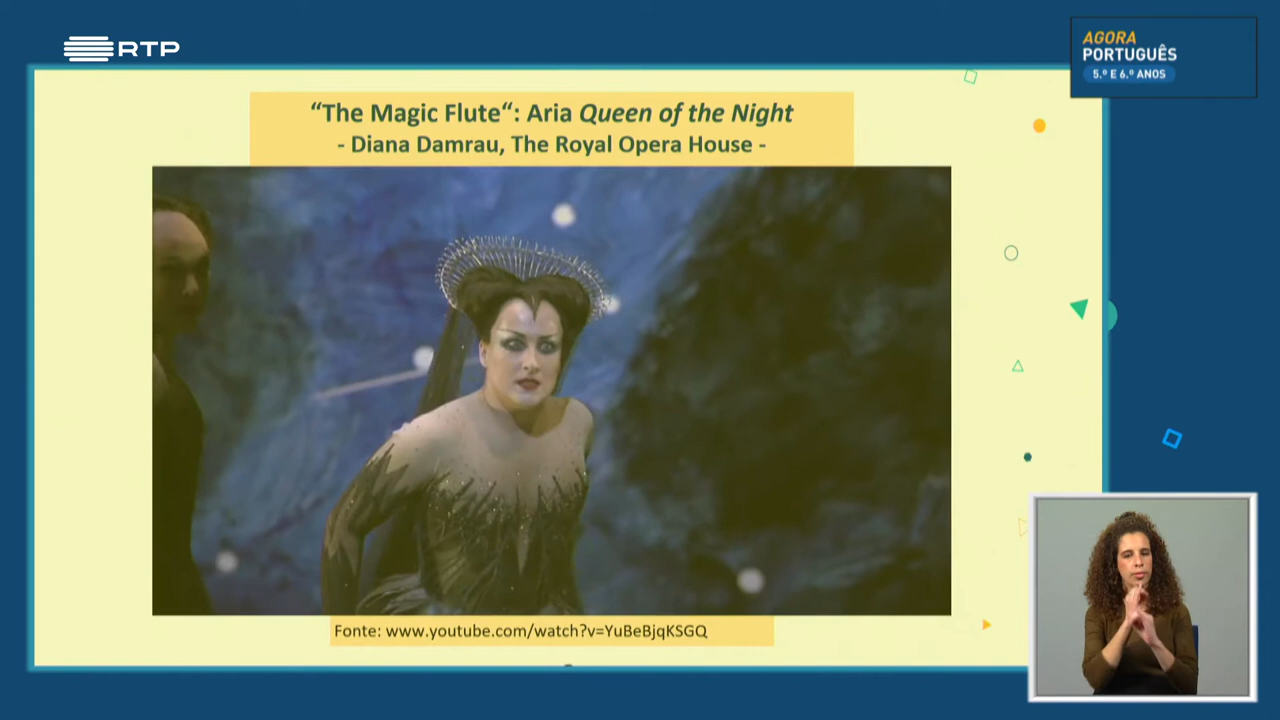 RTP
AGORA
PORTUGUÊS
5.º E 6.º ANOS
“The Magic Flute“: Aria Queen of the Night
- Diana Damrau, The Royal Opera House -
Fonte: www.youtube.com/watch?v=YuBeBjqKSGQ